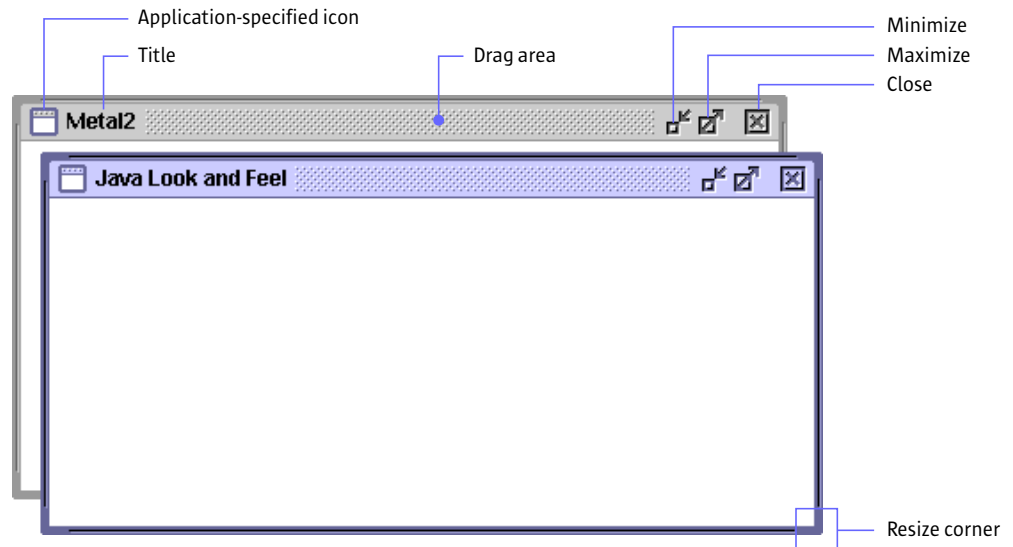 Application-specified icon
Minimize
Title
Drag area
Maximize
Close
Metal2
Java Look and Feel
Resize corner